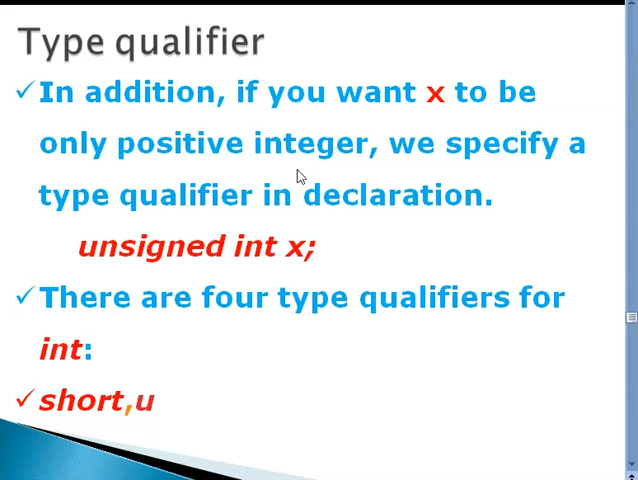 Type qualifier
In addition, if you want x to be
only positive integer, we specify a
type qualifier in declaration.
unsigned int x;
There are four type qualifiers for
int:
short,u